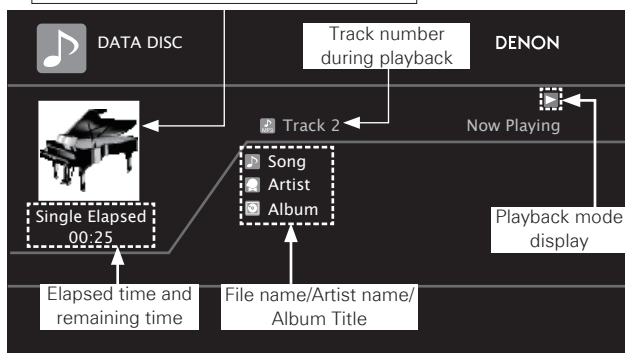 DATA DISC
Track number
during playback
DENON
Track 2
Now Playing
Song
Artist
Album
Single Elapsed
00:25
Playback mode
display
Elapsed time and
remaining time
File name/Artist name/
Album Title